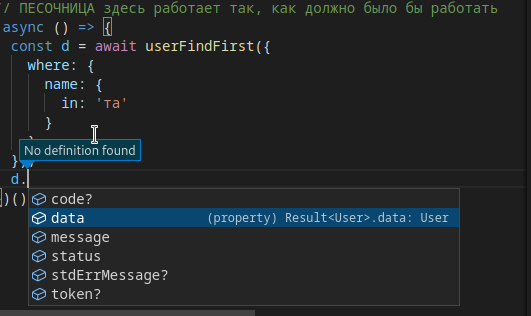 // ПЕСОЧНИЦА здесь работает так, как должно было бы работать
async () => {
const d = await userFindFirst({
where: {
name: {
in: 'та'
}
No definition found
d.
code?
})()
data (property) Result<User>.data: User
message
status
stdErrMessage?
token?